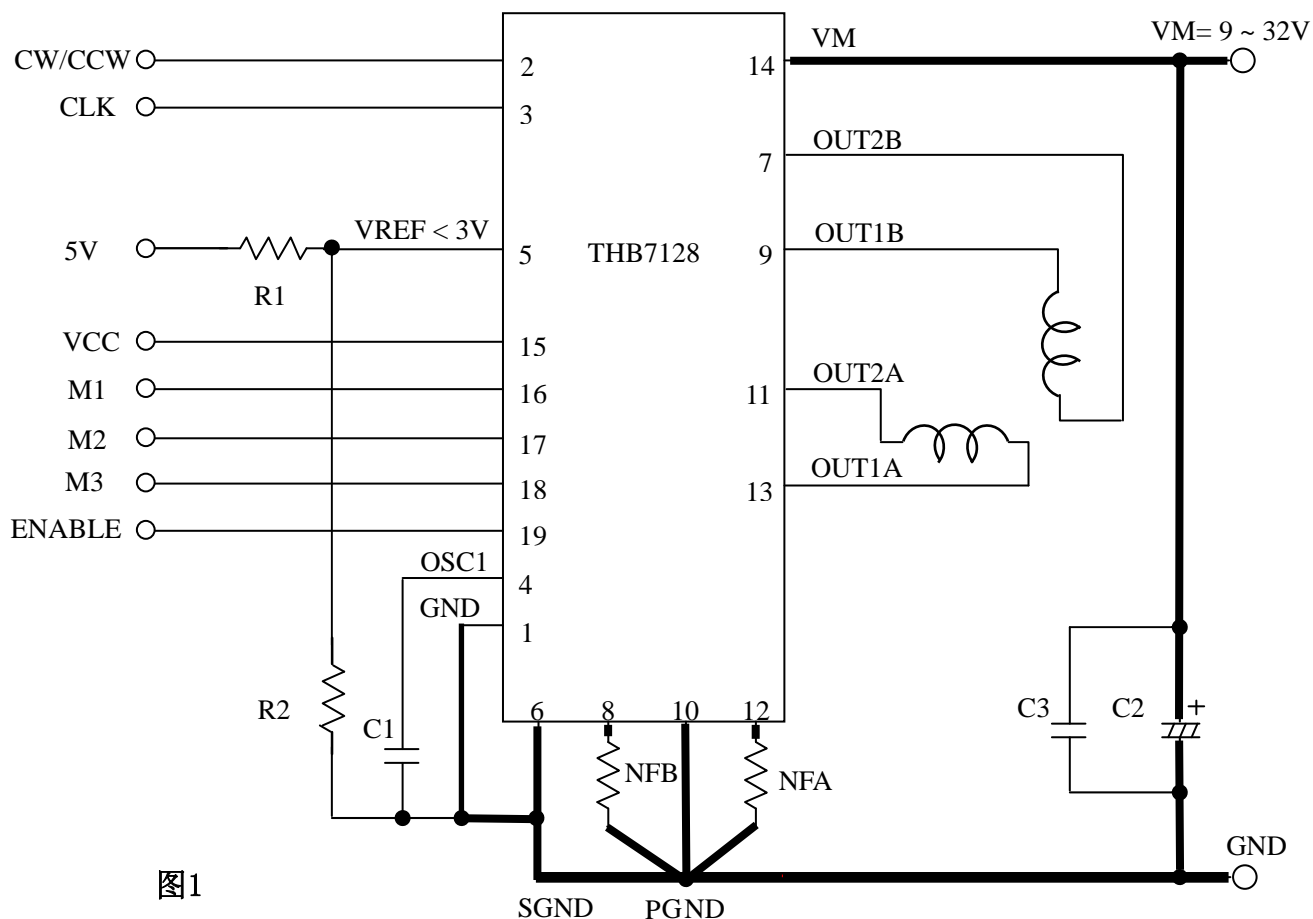 VM= 9 ~ 32V
VM
CW/CCW
2
14
CLK
3
OUT2B
7
5V
VREF < 3V
5
THB7128
OUT1B
9
R1
VCC
15
M1
16
OUT2A
11
M2
17
M3
18
OUT1A
13
ENABLE
19
OSC1
4
GND
1
R2
C1
6
8
10
12
NFB
NFA
C3
C2
+
GND
图1
SGND
PGND